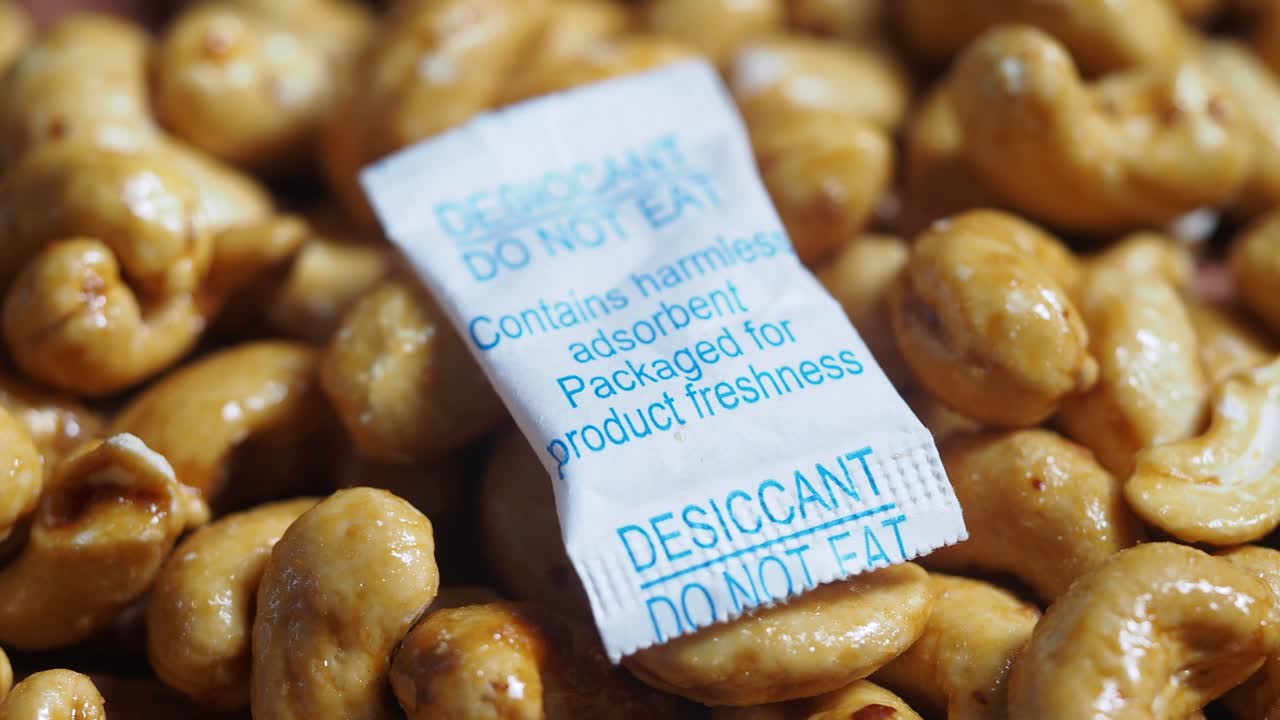 DESICCANT
DO NOT EAT
Contains harmless
adsorbent
Packaged for
product freshness
DESICCANT
DO NOT EAT